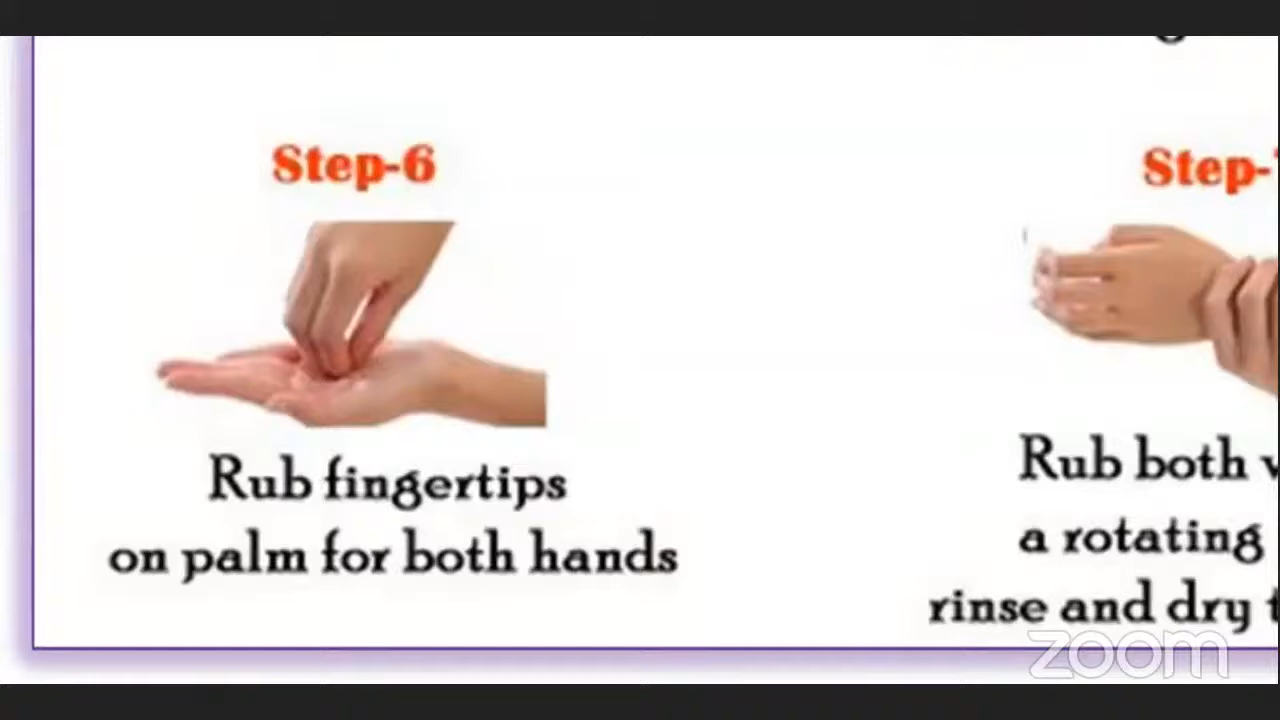 Step-6
Rub fingertips
on palm for both hands
Step-
Rub both
a rotating
rinse and dry
zoom